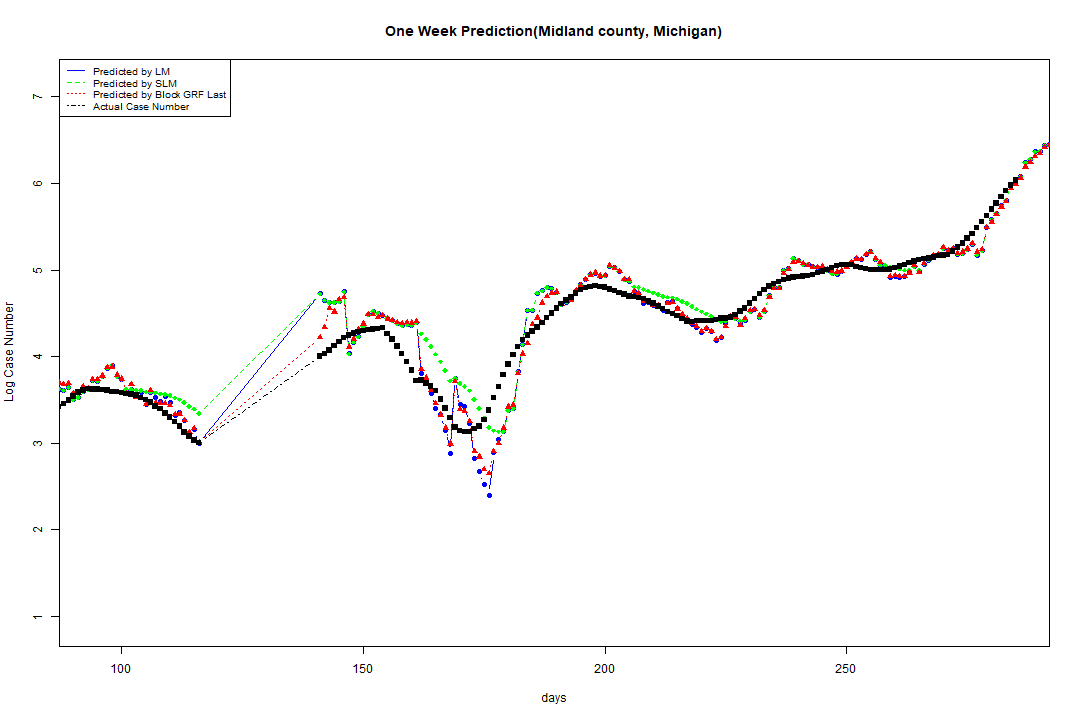 One Week Prediction(Midland county, Michigan)
Predicted by LM
Predicted by SLM
Predicted by Block GRF Last
Actual Case Number
7
6
5
4
3
2
1
Log Case Number
100 150 200 250
days